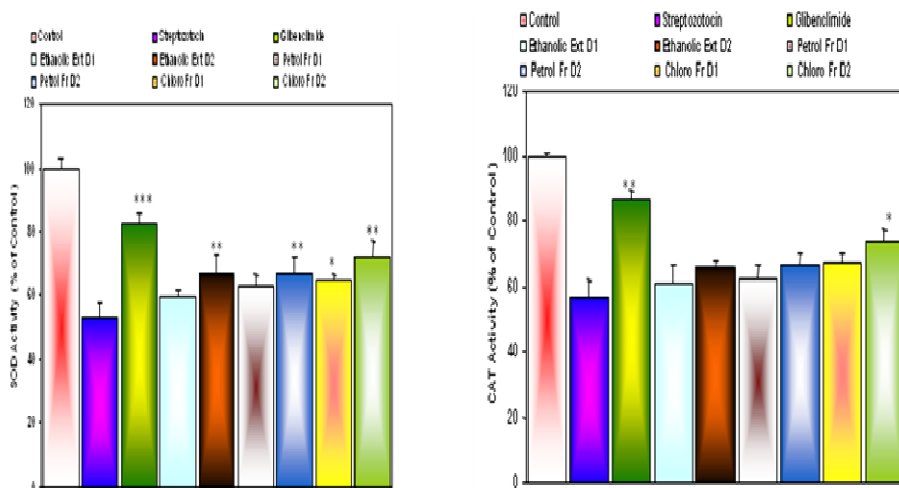 Control Streptozotocin Glibenclimide
Ethanolic Ext D1 Ethanolic Ext D2 Petrol Fr D1
Petrol Fr D2 Chloro Fr D1 Chloro Fr D2
120
100
80
60
40
20
0
SOD Activity (% of Control)
***
**
**
*
**
Control Streptozotocin Glibenclimide
Ethanolic Ext D1 Ethanolic Ext D2 Petrol Fr D1
Petrol Fr D2 Chloro Fr D1 Chloro Fr D2
120
100
80
60
40
20
0
CAT Activity (% of Control)
**
*